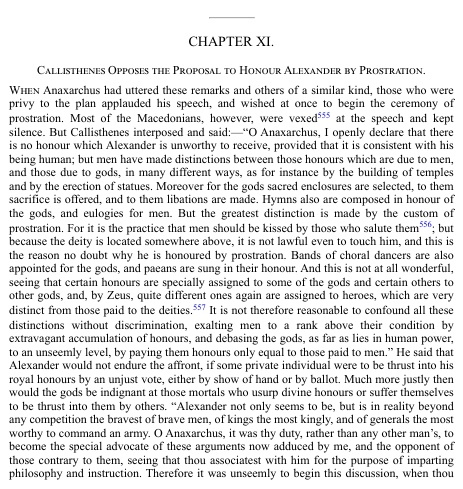 CHAPTER XI.
Callisthenes Opposes the Proposal to Honour Alexander by Prostration.
When Anaxarchus had uttered these remarks and others of a similar kind, those who were
privy to the plan applauded his speech, and wished at once to begin the ceremony of
prostration. Most of the Macedonians, however, were vexed555 at the speech and kept
silence. But Callisthenes interposed and said:—“O Anaxarchus, I openly declare that there
is no honour which Alexander is unworthy to receive, provided that it is consistent with his
being human; but men have made distinctions between those honours which are due to men,
and those due to gods, in many different ways, as for instance by the building of temples
and by the erection of statues. Moreover for the gods sacred enclosures are selected, to them
sacrifice is offered, and to them libations are made. Hymns also are composed in honour of
the gods, and eulogies for men. But the greatest distinction is made by the custom of
prostration. For it is the practice that men should be kissed by those who salute them556; but
because the deity is located somewhere above, it is not lawful even to touch him, and this is
the reason no doubt why he is honoured by prostration. Bands of choral dancers are also
appointed for the gods, and paeans are sung in their honour. And this is not at all wonderful,
seeing that certain honours are specially assigned to some of the gods and certain others to
other gods, and, by Zeus, quite different ones again are assigned to heroes, which are very
distinct from those paid to the deities.557 It is not therefore reasonable to confound all these
distinctions without discrimination, exalting men to a rank above their condition by
extravagant accumulation of honours, and debasing the gods, as far as lies in human power,
to an unseemly level, by paying them honours only equal to those paid to men.” He said that
Alexander would not endure the affront, if some private individual were to be thrust into his
royal honours by an unjust vote, either by show of hand or by ballot. Much more justly then
would the gods be indignant at those mortals who usurp divine honours or suffer themselves
to be thrust into them by others. “Alexander not only seems to be, but is in reality beyond
any competition the bravest of brave men, of kings the most kingly, and of generals the most
worthy to command an army. O Anaxarchus, it was thy duty, rather than any other man’s, to
become the special advocate of these arguments now adduced by me, and the opponent of
those contrary to them, seeing that thou associatest with him for the purpose of imparting
philosophy and instruction. Therefore it was unseemly to begin this discussion, when thou